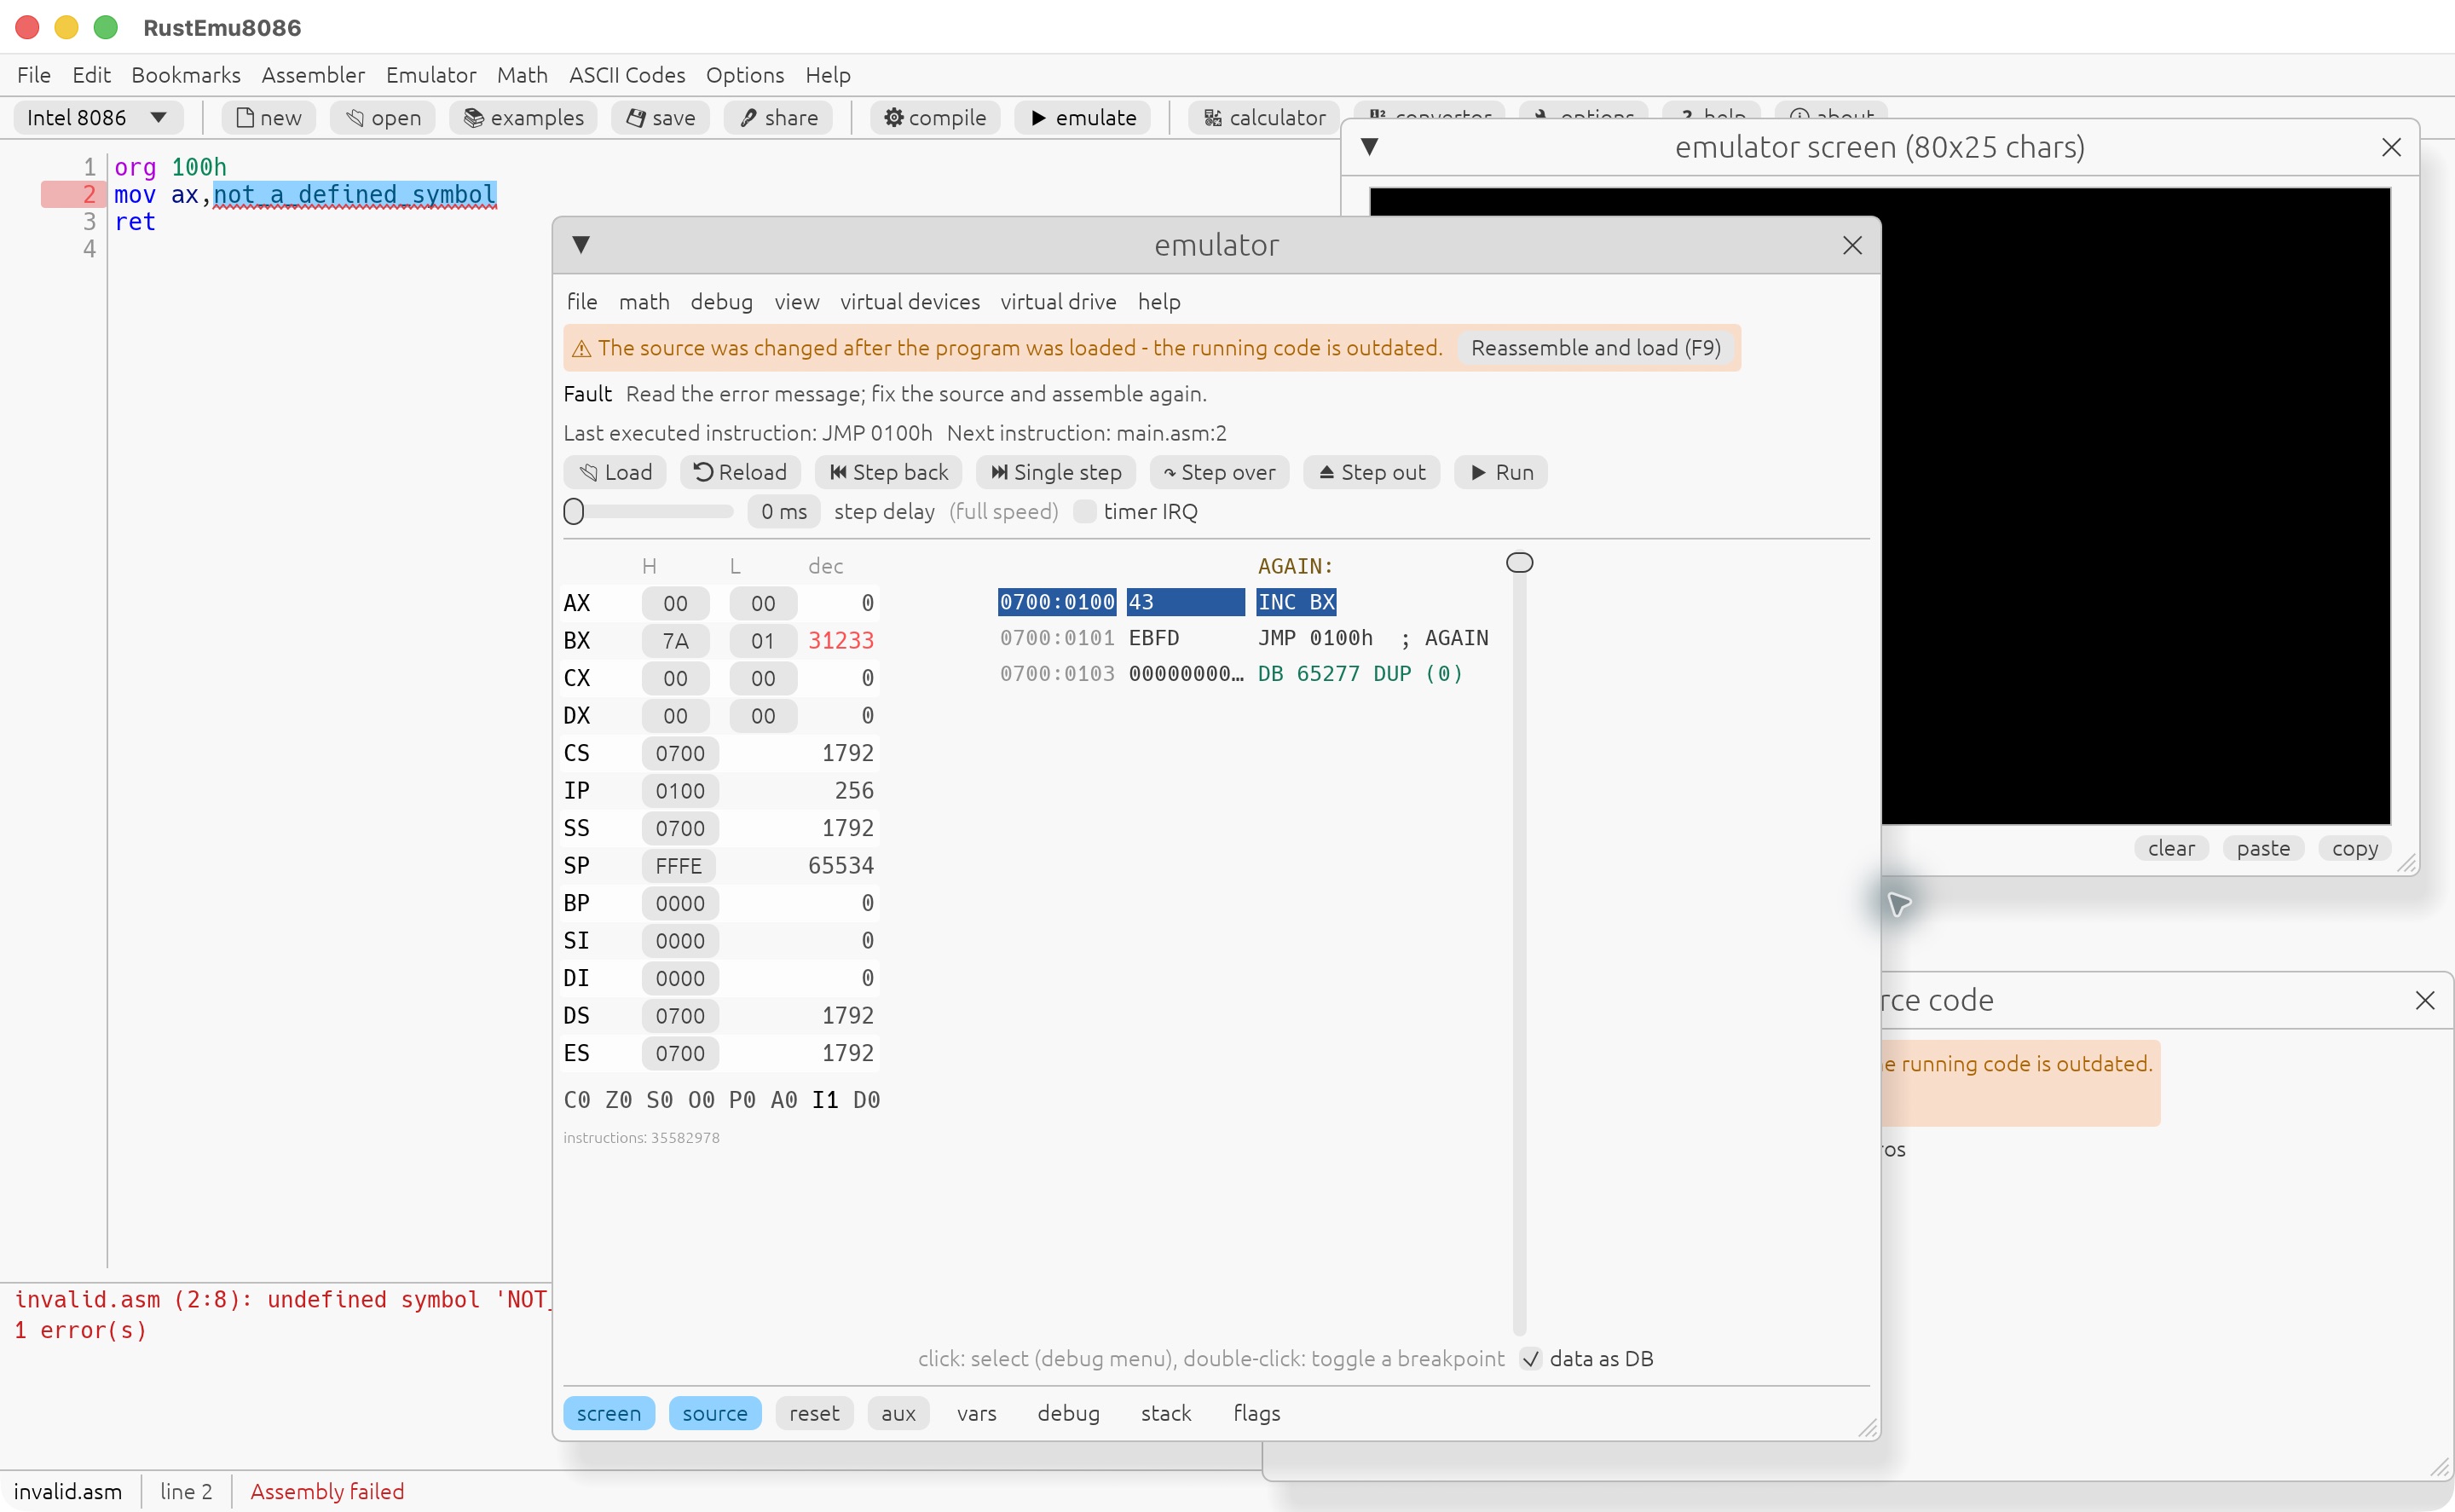 RustEmu8086
File Edit Bookmarks Assembler Emulator Math ASCII Codes Options Help
Intel 8086 new open examples save share compile emulate calculator convertor options help about
emulator screen (80x25 chars)
1 org 100h
2 mov ax,not_a_defined_symbol
3 ret
4
emulator
file math debug view virtual devices virtual drive help
⚠ The source was changed after the program was loaded - the running code is outdated. Reassemble and load (F9)
Fault Read the error message; fix the source and assemble again.
Last executed instruction: JMP 0100h Next instruction: main.asm:2
Load Reload Step back Single step Step over Step out Run
0 ms step delay (full speed) timer IRQ
H L dec
AX 00 00 0
BX 7A 01 31233
CX 00 00 0
DX 00 00 0
CS 0700 1792
IP 0100 256
SS 0700 1792
SP FFFE 65534
BP 0000 0
SI 0000 0
DI 0000 0
DS 0700 1792
ES 0700 1792
C0 Z0 S0 O0 P0 A0 I1 D0
instructions: 35582978
AGAIN:
0700:0100 43 INC BX
0700:0101 EBFD JMP 0100h ; AGAIN
0700:0103 00000000… DB 65277 DUP (0)
click: select (debug menu), double-click: toggle a breakpoint data as DB
screen source reset aux vars debug stack flags
clear paste copy
rce code
e running code is outdated.
ros
invalid.asm (2:8): undefined symbol 'NOT_
1 error(s)
invalid.asm line 2 Assembly failed